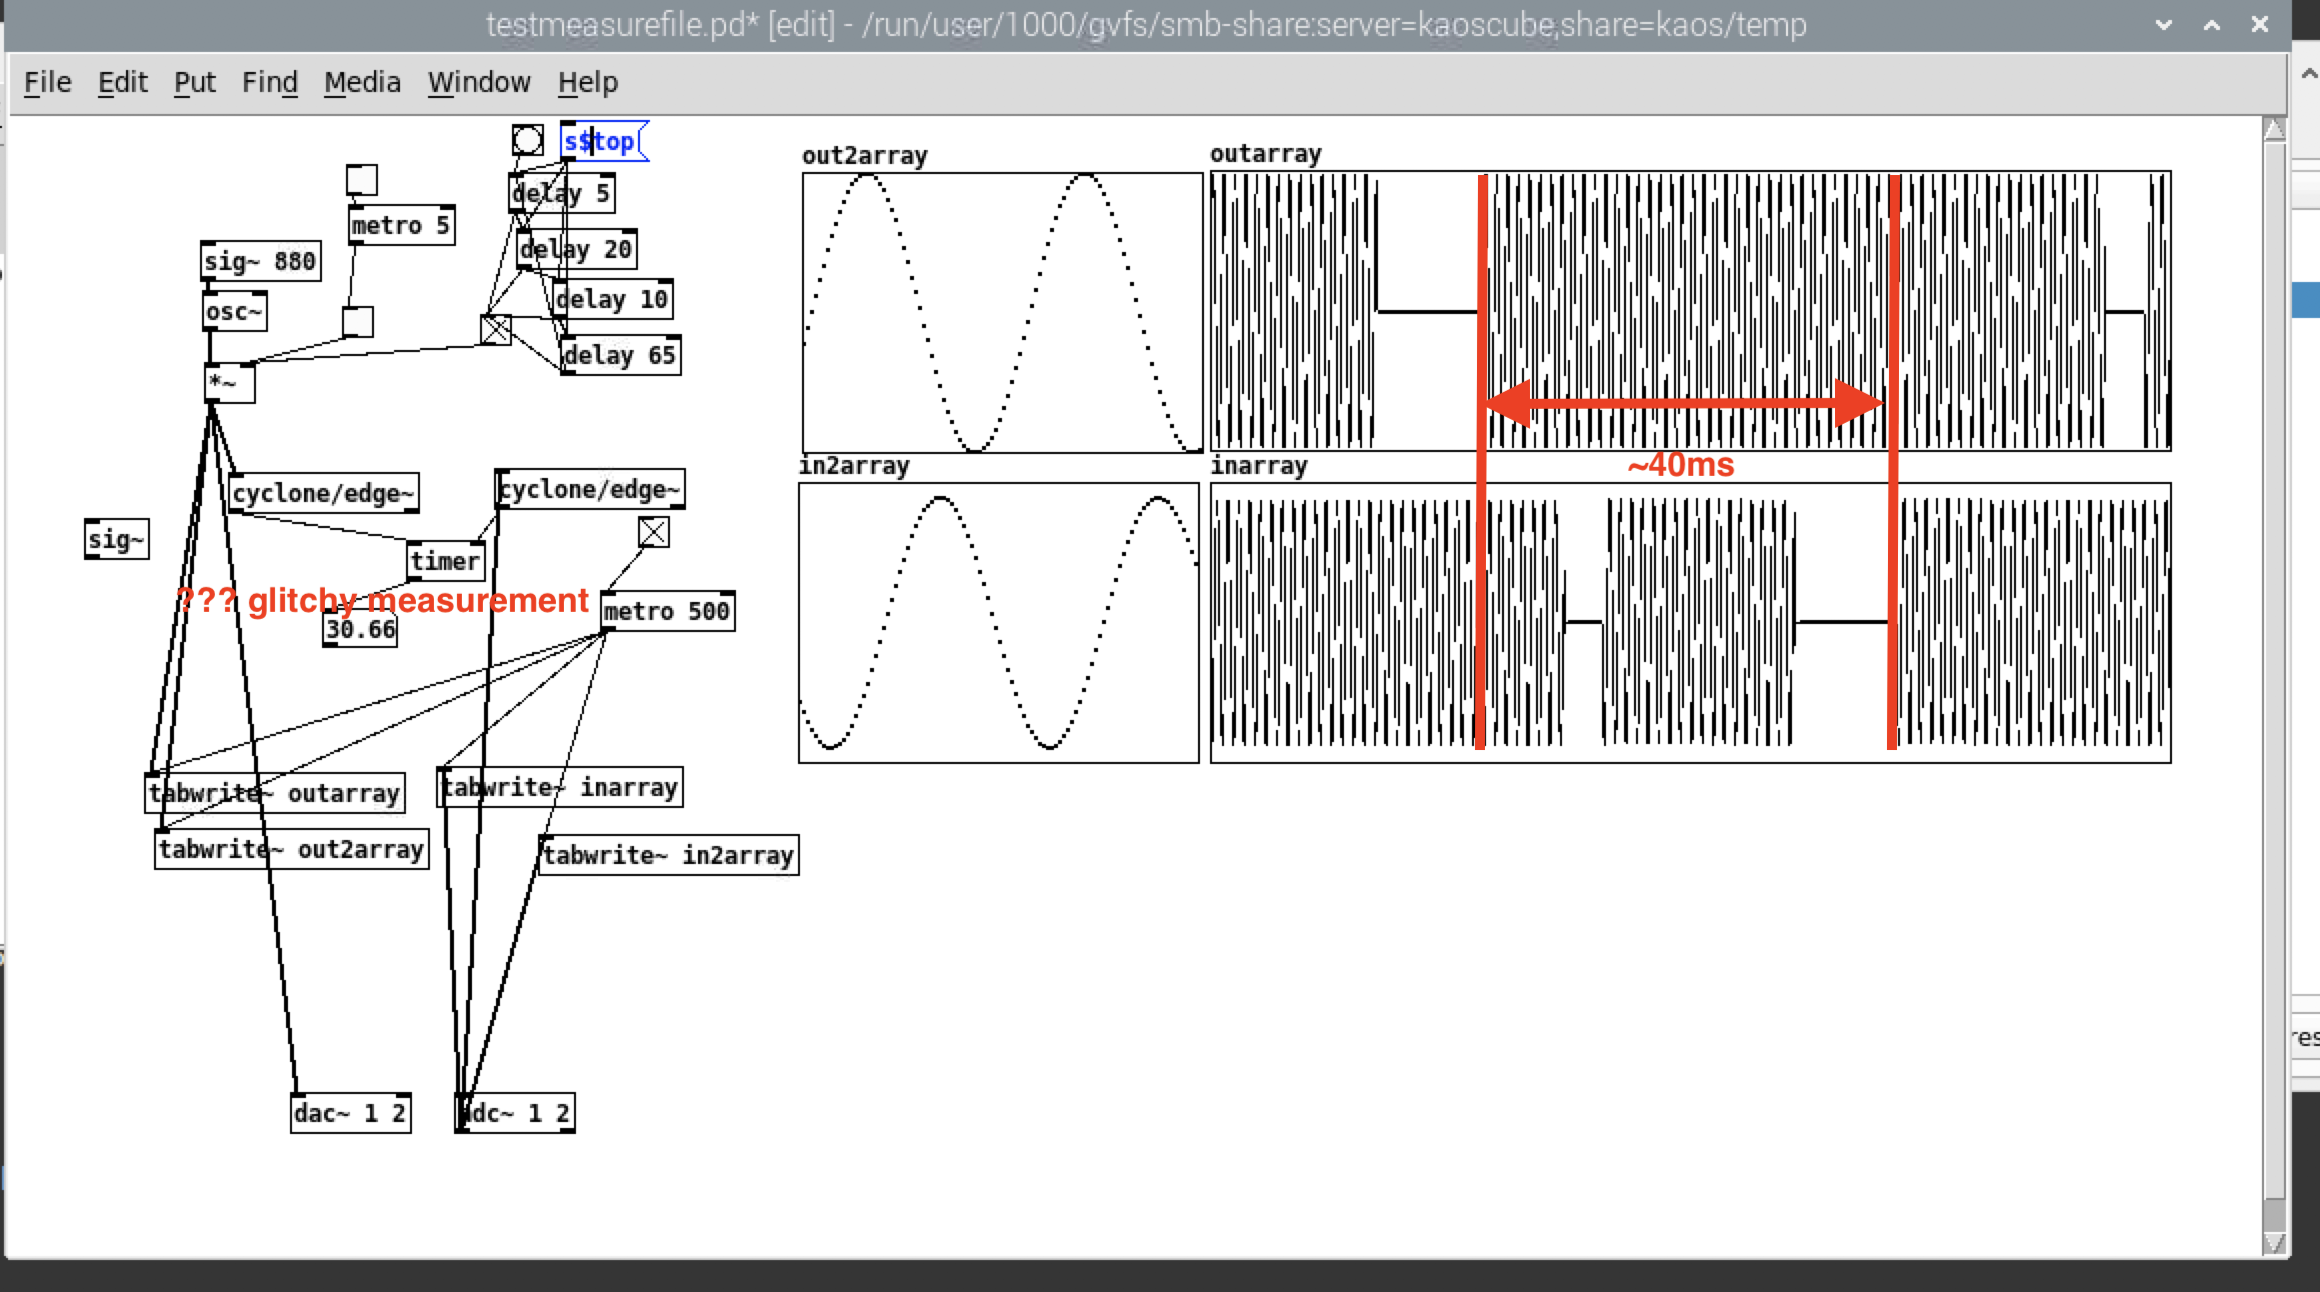 testmeasurefile.pd* [edit] - /run/user/1000/gvfs/smb-share:server=kaoscube,share=kaos/temp
File Edit Put Find Media Window Help
s$top
out2array
outarray
delay 5
metro 5
delay 20
sig~ 880
delay 10
osc~
delay 65
*~
in2array
inarray
~40ms
cyclone/edge~
cyclone/edge~
sig~
timer
??? glitchy measurement
metro 500
30.66
tabwrite~ outarray
tabwrite~ inarray
tabwrite~ out2array
tabwrite~ in2array
dac~ 1 2
adc~ 1 2